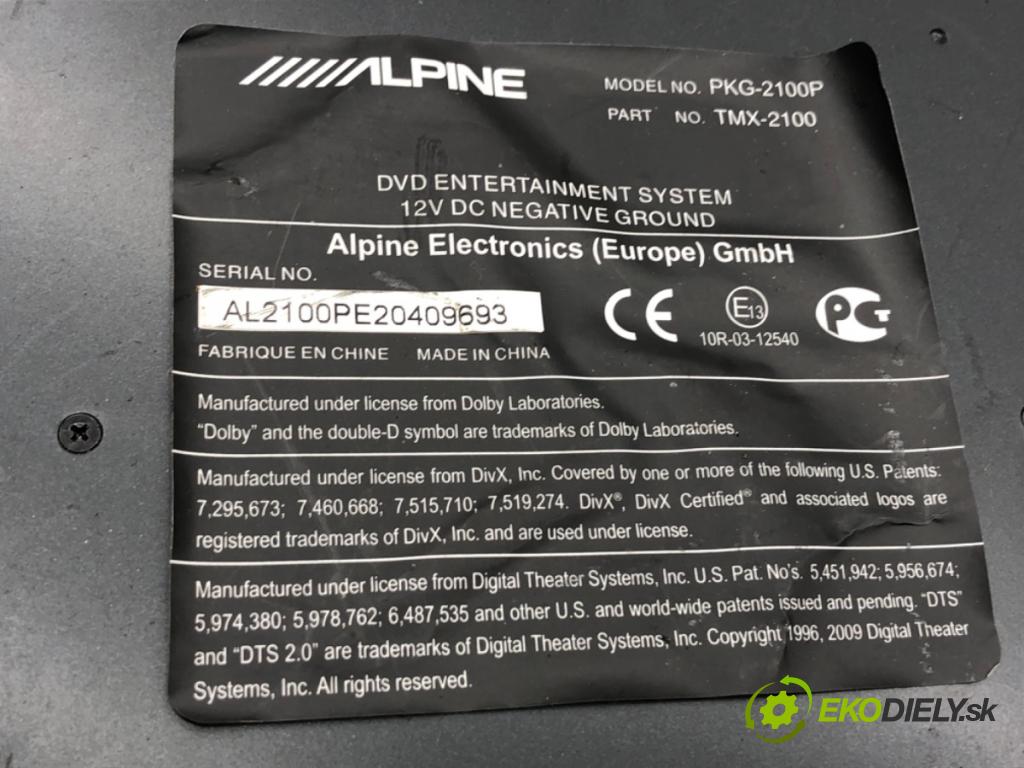 ALPINE
MODEL NO. PKG-2100P
PART NO. TMX-2100
DVD ENTERTAINMENT SYSTEM
12V DC NEGATIVE GROUND
Alpine Electronics (Europe) GmbH
SERIAL NO.
AL2100PE20409693
CE E13 PCT
10R-03-12540
FABRIQUE EN CHINE MADE IN CHINA
Manufactured under license from Dolby Laboratories.
“Dolby” and the double-D symbol are trademarks of Dolby Laboratories.
Manufactured under license from DivX, Inc. Covered by one or more of the following U.S. Patents:
7,295,673; 7,460,668; 7,515,710; 7,519,274. DivX®, DivX Certified® and associated logos are
registered trademarks of DivX, Inc. and are used under license.
Manufactured under license from Digital Theater Systems, Inc. U.S. Pat. No's. 5,451,942; 5,956,674;
5,974,380; 5,978,762; 6,487,535 and other U.S. and world-wide patents issued and pending. “DTS”
and “DTS 2.0” are trademarks of Digital Theater Systems, Inc. Copyright 1996, 2009 Digital Theater
Systems, Inc. All rights reserved.
EKODIELY.sk